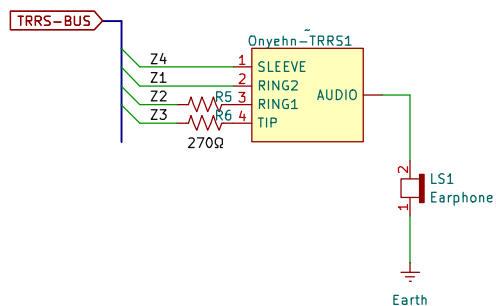 TRRS-BUS
~
Onyehn-TRRS1
Z4 1 SLEEVE
Z1 2 RING2
Z2 R5 3 RING1 AUDIO
Z3 R6 4 TIP
270Ω
2
LS1
Earphone
1
Earth